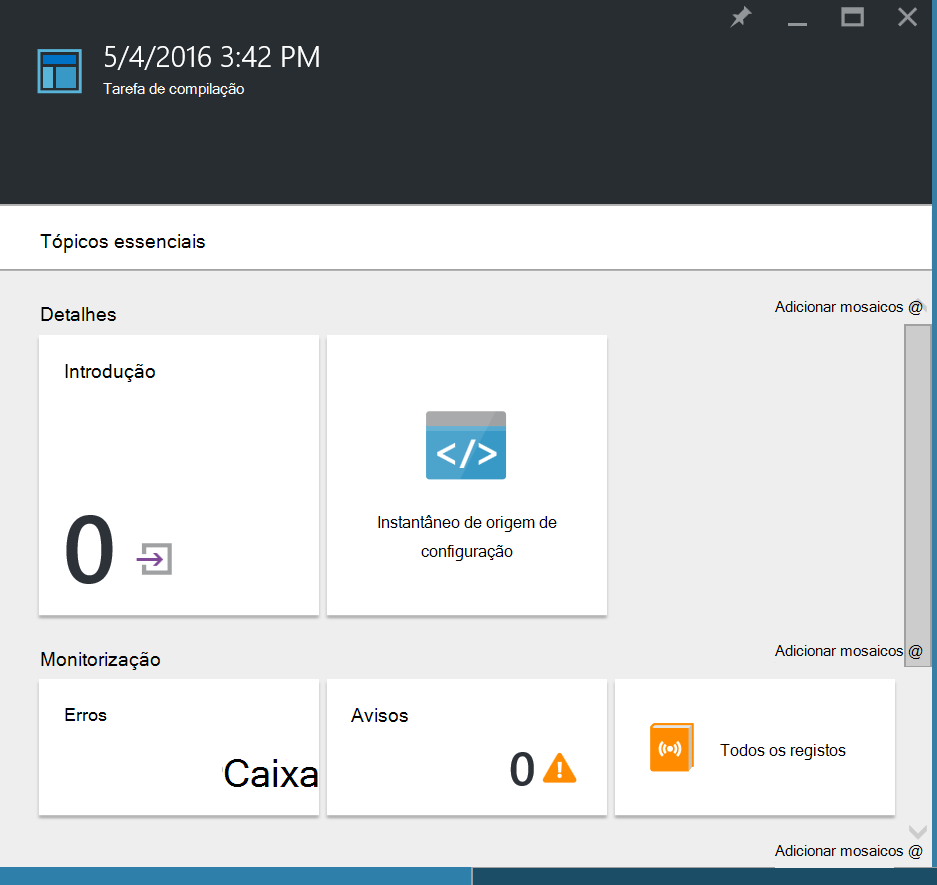 5/4/2016 3:42 PM
Tarefa de compilação
Tópicos essenciais
Detalhes
Adicionar mosaicos @
Introdução
0
</>
Instantâneo de origem de
configuração
Monitorização
Adicionar mosaicos @
Erros
Caixa
Avisos
0
Todos os registos
Adicionar mosaicos @